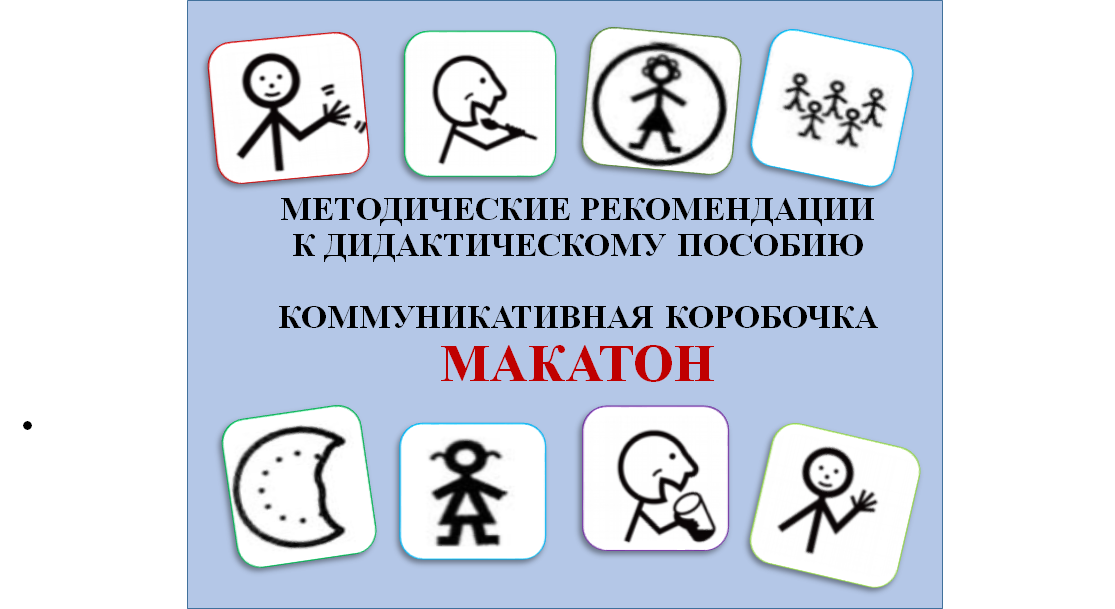 МЕТОДИЧЕСКИЕ РЕКОМЕНДАЦИИ
К ДИДАКТИЧЕСКОМУ ПОСОБИЮ
КОММУНИКАТИВНАЯ КОРОБОЧКА
МАКАТОН